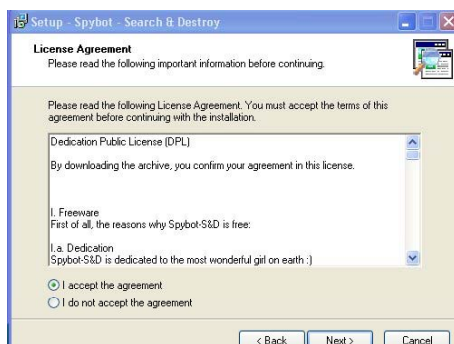 Setup - Spybot - Search & Destroy
License Agreement
Please read the following important information before continuing.
Please read the following License Agreement. You must accept the terms of this
agreement before continuing with the installation.
Dedication Public License (DPL)
By downloading the archive, you confirm your agreement in this license.
I. Freeware
First of all, the reasons why Spybot-S&D is free:
I.a. Dedication
Spybot-S&D is dedicated to the most wonderful girl on earth :)
I accept the agreement
I do not accept the agreement
< Back Next > Cancel